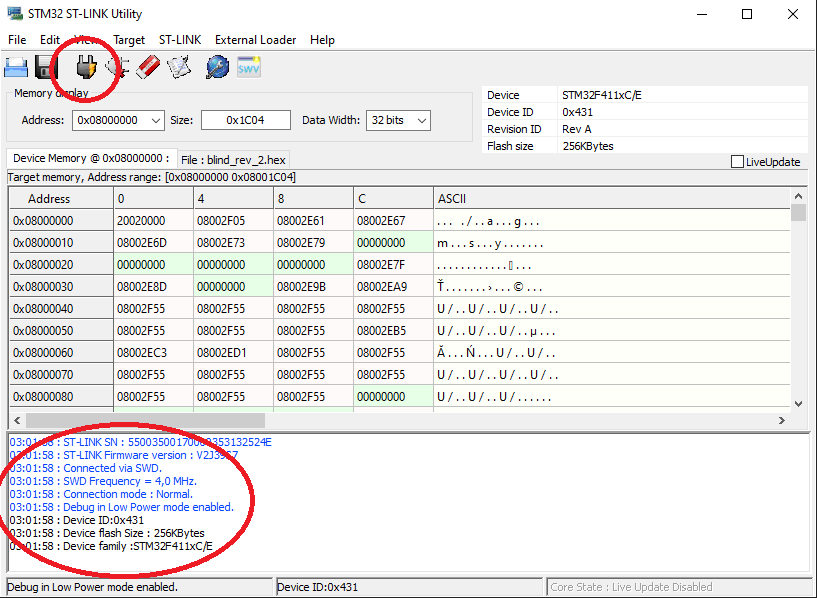 STM32 ST-LINK Utility
File Edit View Target ST-LINK External Loader Help
SWV
Memory display
Address: 0x08000000 Size: 0x1C04 Data Width: 32 bits
Device STM32F411xC/E
Device ID 0x431
Revision ID Rev A
Flash size 256KBytes
LiveUpdate
Device Memory @ 0x08000000 : File : blind_rev_2.hex
Target memory, Address range: [0x08000000 0x08001C04]
Address 0 4 8 C ASCII
0x08000000 20020000 08002F05 08002E61 08002E67 ... ./..a...g...
0x08000010 08002E6D 08002E73 08002E79 00000000 m...s...y.......
0x08000020 00000000 00000000 00000000 08002E7F ............▯...
0x08000030 08002E8D 00000000 08002E9B 08002EA9 Ť.......›...©...
0x08000040 08002F55 08002F55 08002F55 08002F55 U/..U/..U/..U/..
0x08000050 08002F55 08002F55 08002F55 08002EB5 U/..U/..U/..µ...
0x08000060 08002EC3 08002ED1 08002F55 08002F55 Ă...Ń...U/..U/..
0x08000070 08002F55 08002F55 08002F55 08002F55 U/..U/..U/..U/..
0x08000080 08002F55 08002F55 08002F55 00000000 U/..U/..U/......
03:01:58 : ST-LINK SN :
03:01:58 : ST-LINK Firmware version : V2J39S7
03:01:58 : Connected via SWD.
03:01:58 : SWD Frequency = 4,0 MHz.
03:01:58 : Connection mode : Normal.
03:01:58 : Debug in Low Power mode enabled.
03:01:58 : Device ID:0x431
03:01:58 : Device flash Size : 256KBytes
03:01:58 : Device family :STM32F411xC/E
Debug in Low Power mode enabled. Device ID:0x431 Core State : Live Update Disabled